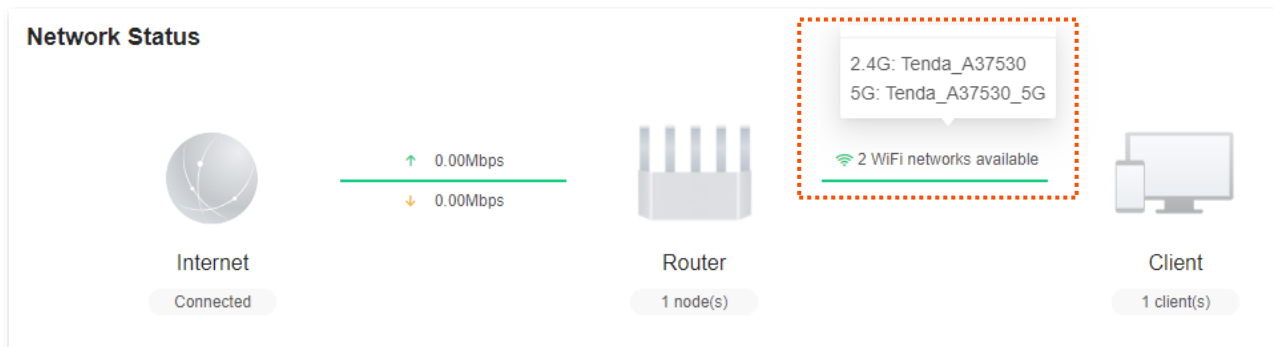 Network Status
2.4G: Tenda_A37530
5G: Tenda_A37530_5G
0.00Mbps
2 WiFi networks available
0.00Mbps
Internet
Router
Client
Connected
1 node(s)
1 client(s)